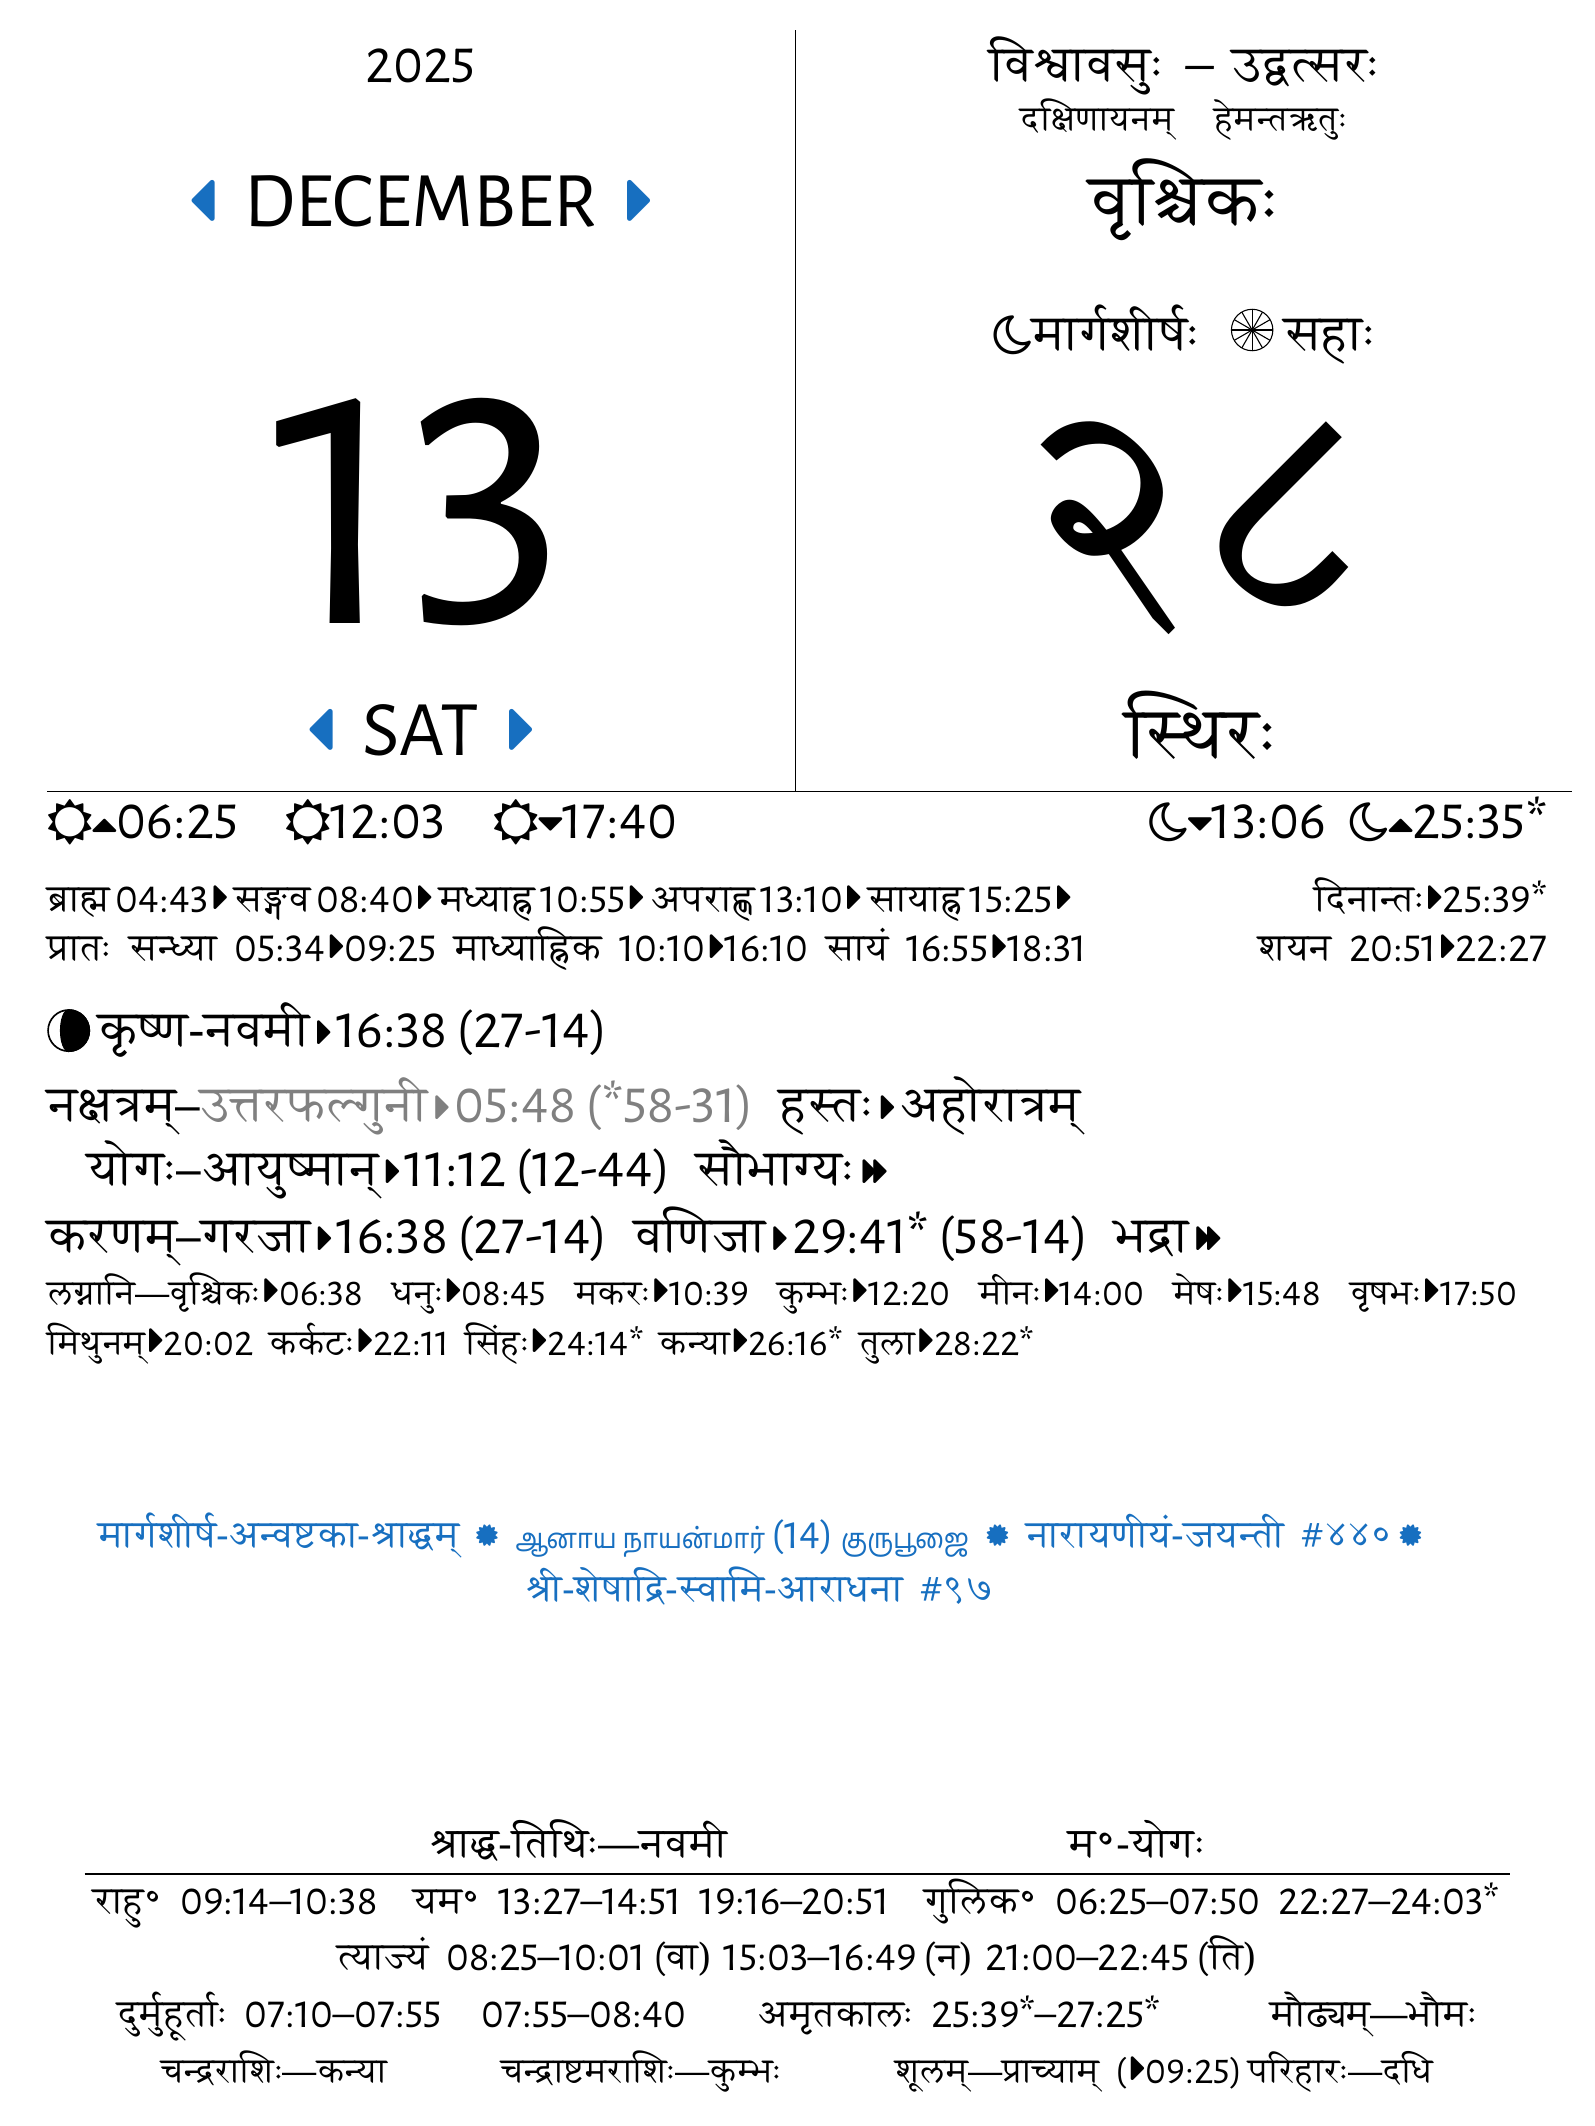 2025
DECEMBER
13
SAT
विश्वावसुः – उद्वत्सरः
दक्षिणायनम् हेमन्तऋतुः
वृश्चिकः
मार्गशीर्षः सहाः
२८
स्थिरः
06:25 12:03 17:40 13:06 25:35*
ब्राह्म 04:43 सङ्गव 08:40 मध्याह्न 10:55 अपराह्ण 13:10 सायाह्न 15:25 दिनान्तः 25:39*
प्रातः सन्ध्या 05:34 09:25 माध्याह्निक 10:10 16:10 सायं 16:55 18:31 शयन 20:51 22:27
कृष्ण-नवमी 16:38 (27-14)
नक्षत्रम्–उत्तरफल्गुनी 05:48 (*58-31) हस्तः अहोरात्रम्
योगः–आयुष्मान् 11:12 (12-44) सौभाग्यः
करणम्–गरजा 16:38 (27-14) वणिजा 29:41* (58-14) भद्रा
लग्नानि—वृश्चिकः 06:38 धनुः 08:45 मकरः 10:39 कुम्भः 12:20 मीनः 14:00 मेषः 15:48 वृषभः 17:50
मिथुनम् 20:02 कर्कटः 22:11 सिंहः 24:14* कन्या 26:16* तुला 28:22*
मार्गशीर्ष-अन्वष्टका-श्राद्धम् ஆனாய நாயன்மார் (14) குருபூஜை नारायणीयं-जयन्ती #४४०
श्री-शेषाद्रि-स्वामि-आराधना #९७
श्राद्ध-तिथिः—नवमी म॰-योगः
राहु॰ 09:14–10:38 यम॰ 13:27–14:51 19:16–20:51 गुलिक॰ 06:25–07:50 22:27–24:03*
त्याज्यं 08:25–10:01 (वा) 15:03–16:49 (न) 21:00–22:45 (ति)
दुर्मुहूर्ताः 07:10–07:55 07:55–08:40 अमृतकालः 25:39*–27:25* मौढ्यम्—भौमः
चन्द्रराशिः—कन्या चन्द्राष्टमराशिः—कुम्भः शूलम्—प्राच्याम् (09:25) परिहारः—दधि